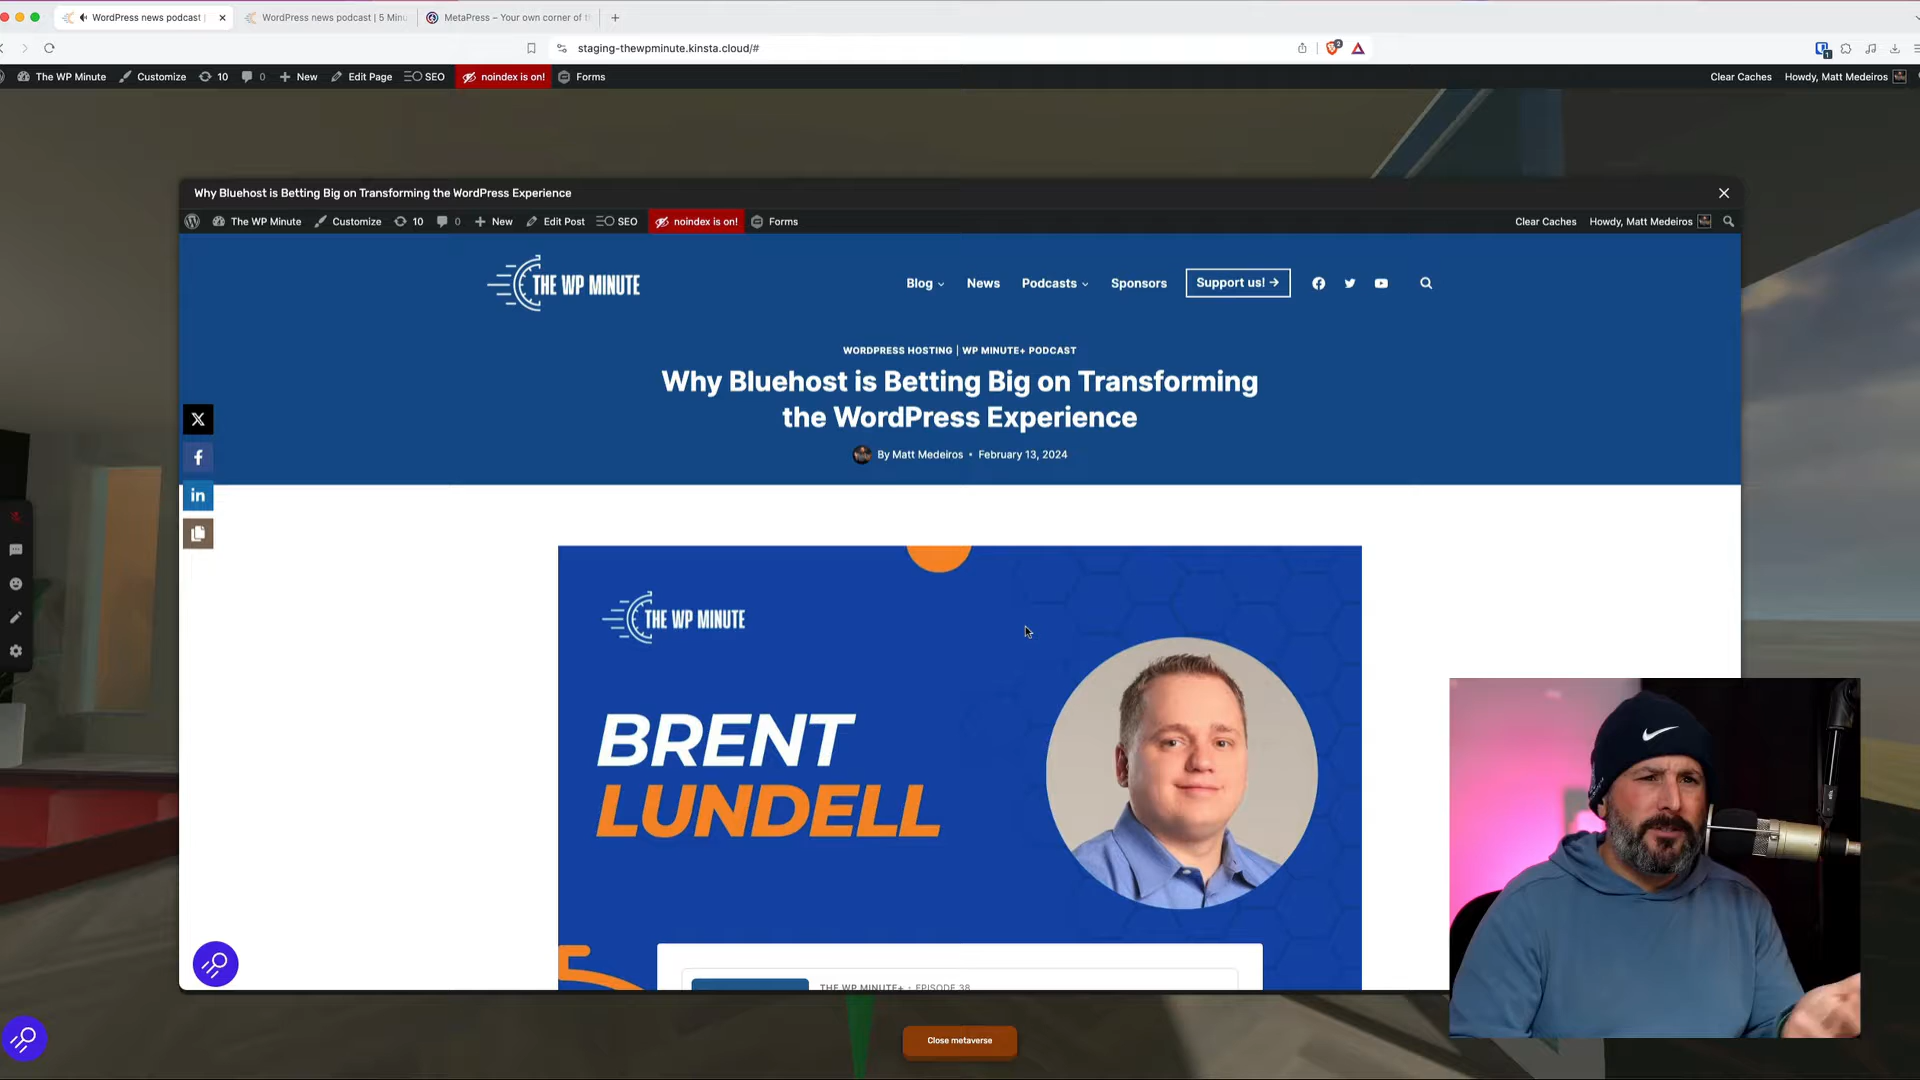 WordPress news podcast |
WordPress news podcast | 5 Minu
MetaPress – Your own corner of t
staging-thewpminute.kinsta.cloud/#
The WP Minute Customize 10 0 New Edit Page SEO noindex is on! Forms Clear Caches Howdy, Matt Medeiros
Why Bluehost is Betting Big on Transforming the WordPress Experience
The WP Minute Customize 10 0 New Edit Post SEO noindex is on! Forms Clear Caches Howdy, Matt Medeiros
THE WP MINUTE
Blog News Podcasts Sponsors Support us! →
WORDPRESS HOSTING | WP MINUTE+ PODCAST
Why Bluehost is Betting Big on Transforming
the WordPress Experience
By Matt Medeiros • February 13, 2024
X
f
in
THE WP MINUTE
BRENT
LUNDELL
THE WP MINUTE+ - EPISODE 38
Close metaverse